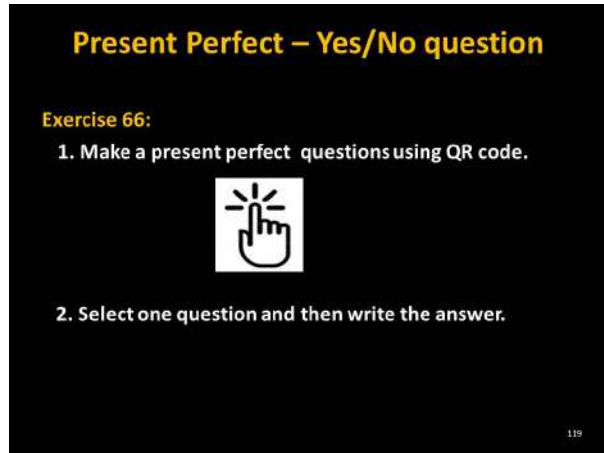 Present Perfect – Yes/No question
Exercise 66:
1. Make a present perfect questions using QR code.
2. Select one question and then write the answer.
119